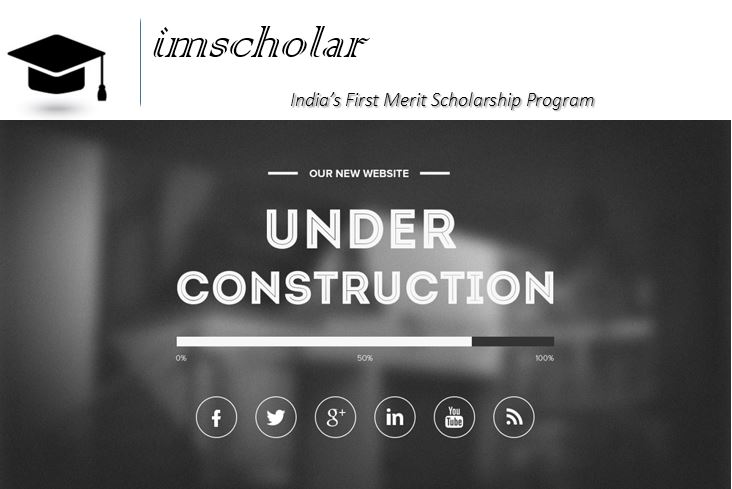 imscholar
India's First Merit Scholarship Program
OUR NEW WEBSITE
UNDER
CONSTRUCTION
0% 50% 100%
f g+ in You Tube